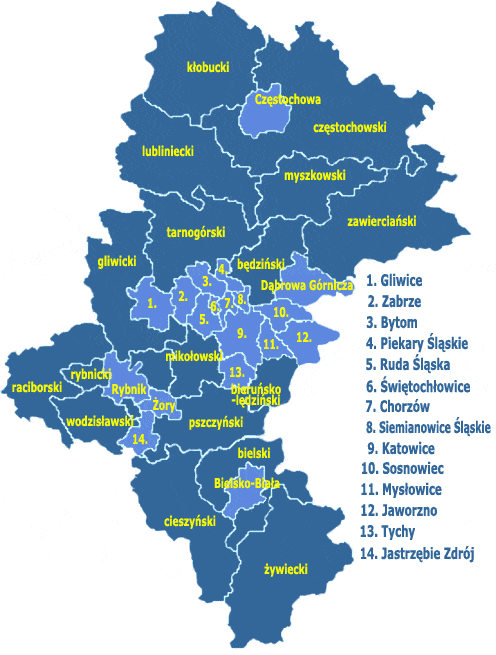 kłobucki
Częstochowa
częstochowski
lubliniecki
myszkowski
zawierciański
tarnogórski
gliwicki
będziński
4.
Dąbrowa Górnicza
3.
1.
2.
8.
7.
6.
5.
10.
9.
11.
12.
mikołowski
13.
rybnicki
raciborski
Rybnik
bieruńsko
-lędziński
Żory
wodzisławski
pszczyński
14.
bielski
Bielsko-Biała
cieszyński
żywiecki
1. Gliwice
2. Zabrze
3. Bytom
4. Piekary Śląskie
5. Ruda Śląska
6. Świętochłowice
7. Chorzów
8. Siemianowice Śląskie
9. Katowice
10. Sosnowiec
11. Mysłowice
12. Jaworzno
13. Tychy
14. Jastrzębie Zdrój